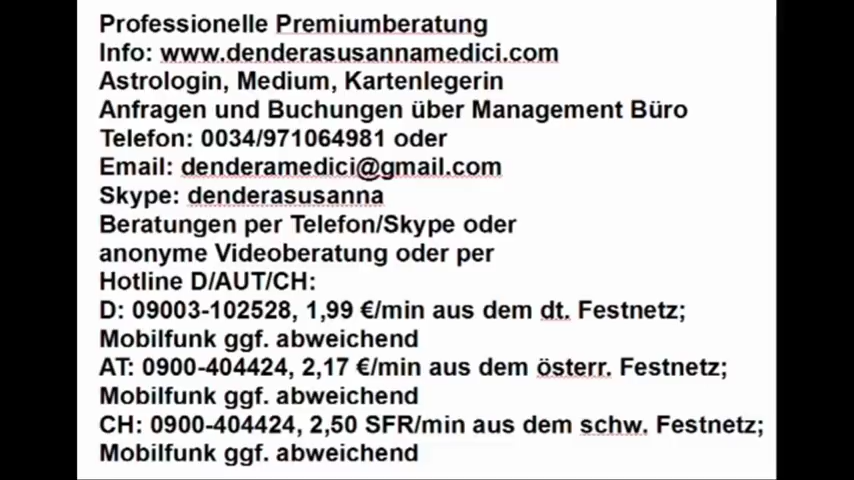 Professionelle Premiumberatung
Info: www.denderasusannamedici.com
Astrologin, Medium, Kartenlegerin
Anfragen und Buchungen über Management Büro
Telefon: 0034/971064981 oder
Email: denderamedici@gmail.com
Skype: denderasusanna
Beratungen per Telefon/Skype oder
anonyme Videoberatung oder per
Hotline D/AUT/CH:
D: 09003-102528, 1,99 €/min aus dem dt. Festnetz;
Mobilfunk ggf. abweichend
AT: 0900-404424, 2,17 €/min aus dem österr. Festnetz;
Mobilfunk ggf. abweichend
CH: 0900-404424, 2,50 SFR/min aus dem schw. Festnetz;
Mobilfunk ggf. abweichend